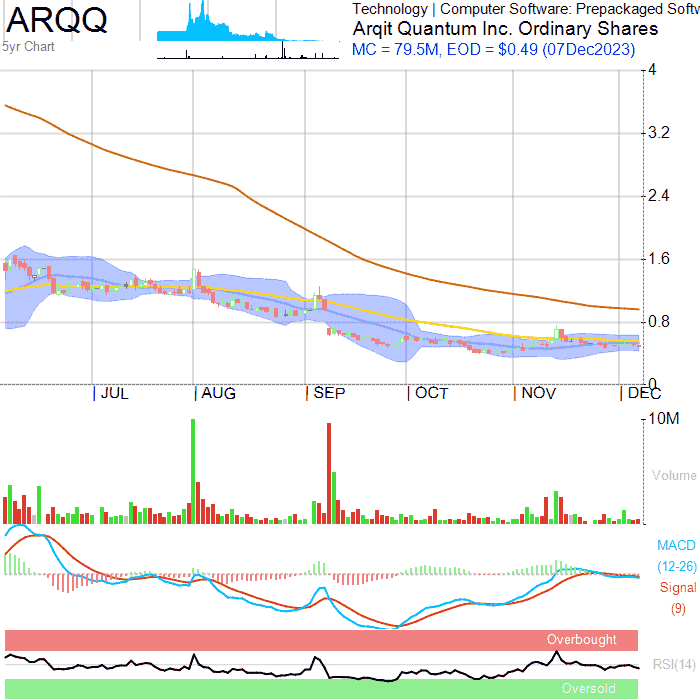 ARQQ
5yr Chart
Technology | Computer Software: Prepackaged Softw
Arqit Quantum Inc. Ordinary Shares
MC = 79.5M, EOD = $0.49 (07Dec2023)
4
3.2
2.4
1.6
0.8
0
| JUL | AUG | SEP | OCT | NOV | DEC
10M
Volume
MACD
(12-26)
Signal
(9)
Overbought
RSI(14)
Oversold